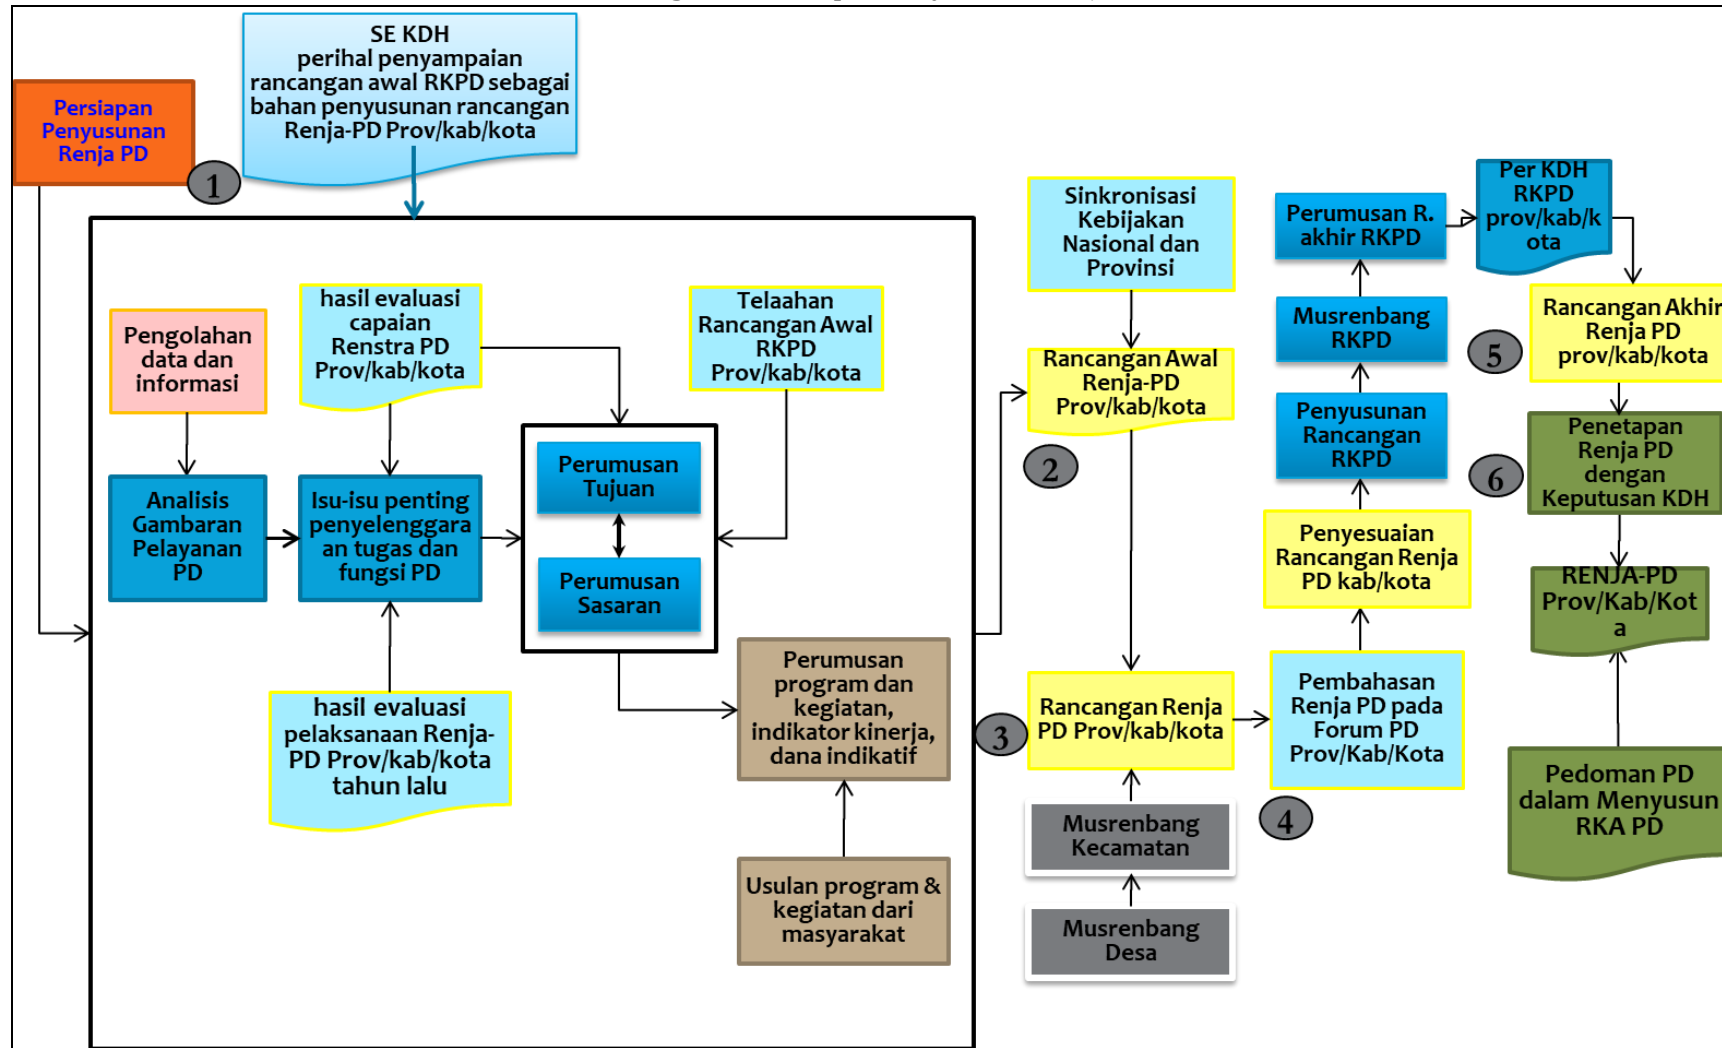 SE KDH
perihal penyampaian
rancangan awal RKPD sebagai
bahan penyusunan rancangan
Renja-PD Prov/kab/kota
Persiapan
Penyusunan
Renja PD
1
Pengolahan
data dan
informasi
hasil evaluasi
capaian
Renstra PD
Prov/kab/kota
Telaahan
Rancangan Awal
RKPD
Prov/kab/kota
Analisis
Gambaran
Pelayanan
PD
Isu-isu penting
penyelenggara
an tugas dan
fungsi PD
Perumusan
Tujuan
Perumusan
Sasaran
hasil evaluasi
pelaksanaan Renja-
PD Prov/kab/kota
tahun lalu
Perumusan
program dan
kegiatan,
indikator kinerja,
dana indikatif
Usulan program &
kegiatan dari
masyarakat
Sinkronisasi
Kebijakan
Nasional dan
Provinsi
Rancangan Awal
Renja-PD
Prov/kab/kota
2
3
Rancangan Renja
PD Prov/kab/kota
Musrenbang
Kecamatan
Musrenbang
Desa
4
Pembahasan
Renja PD pada
Forum PD
Prov/Kab/Kota
Penyesuaian
Rancangan Renja
PD kab/kota
Penyusunan
Rancangan
RKPD
Musrenbang
RKPD
Perumusan R.
akhir RKPD
Per KDH
RKPD
prov/kab/k
ota
5
Rancangan Akhir
Renja PD
prov/kab/kota
6
Penetapan
Renja PD
dengan
Keputusan KDH
RENJA-PD
Prov/Kab/Kot
a
Pedoman PD
dalam Menyusun
RKA PD